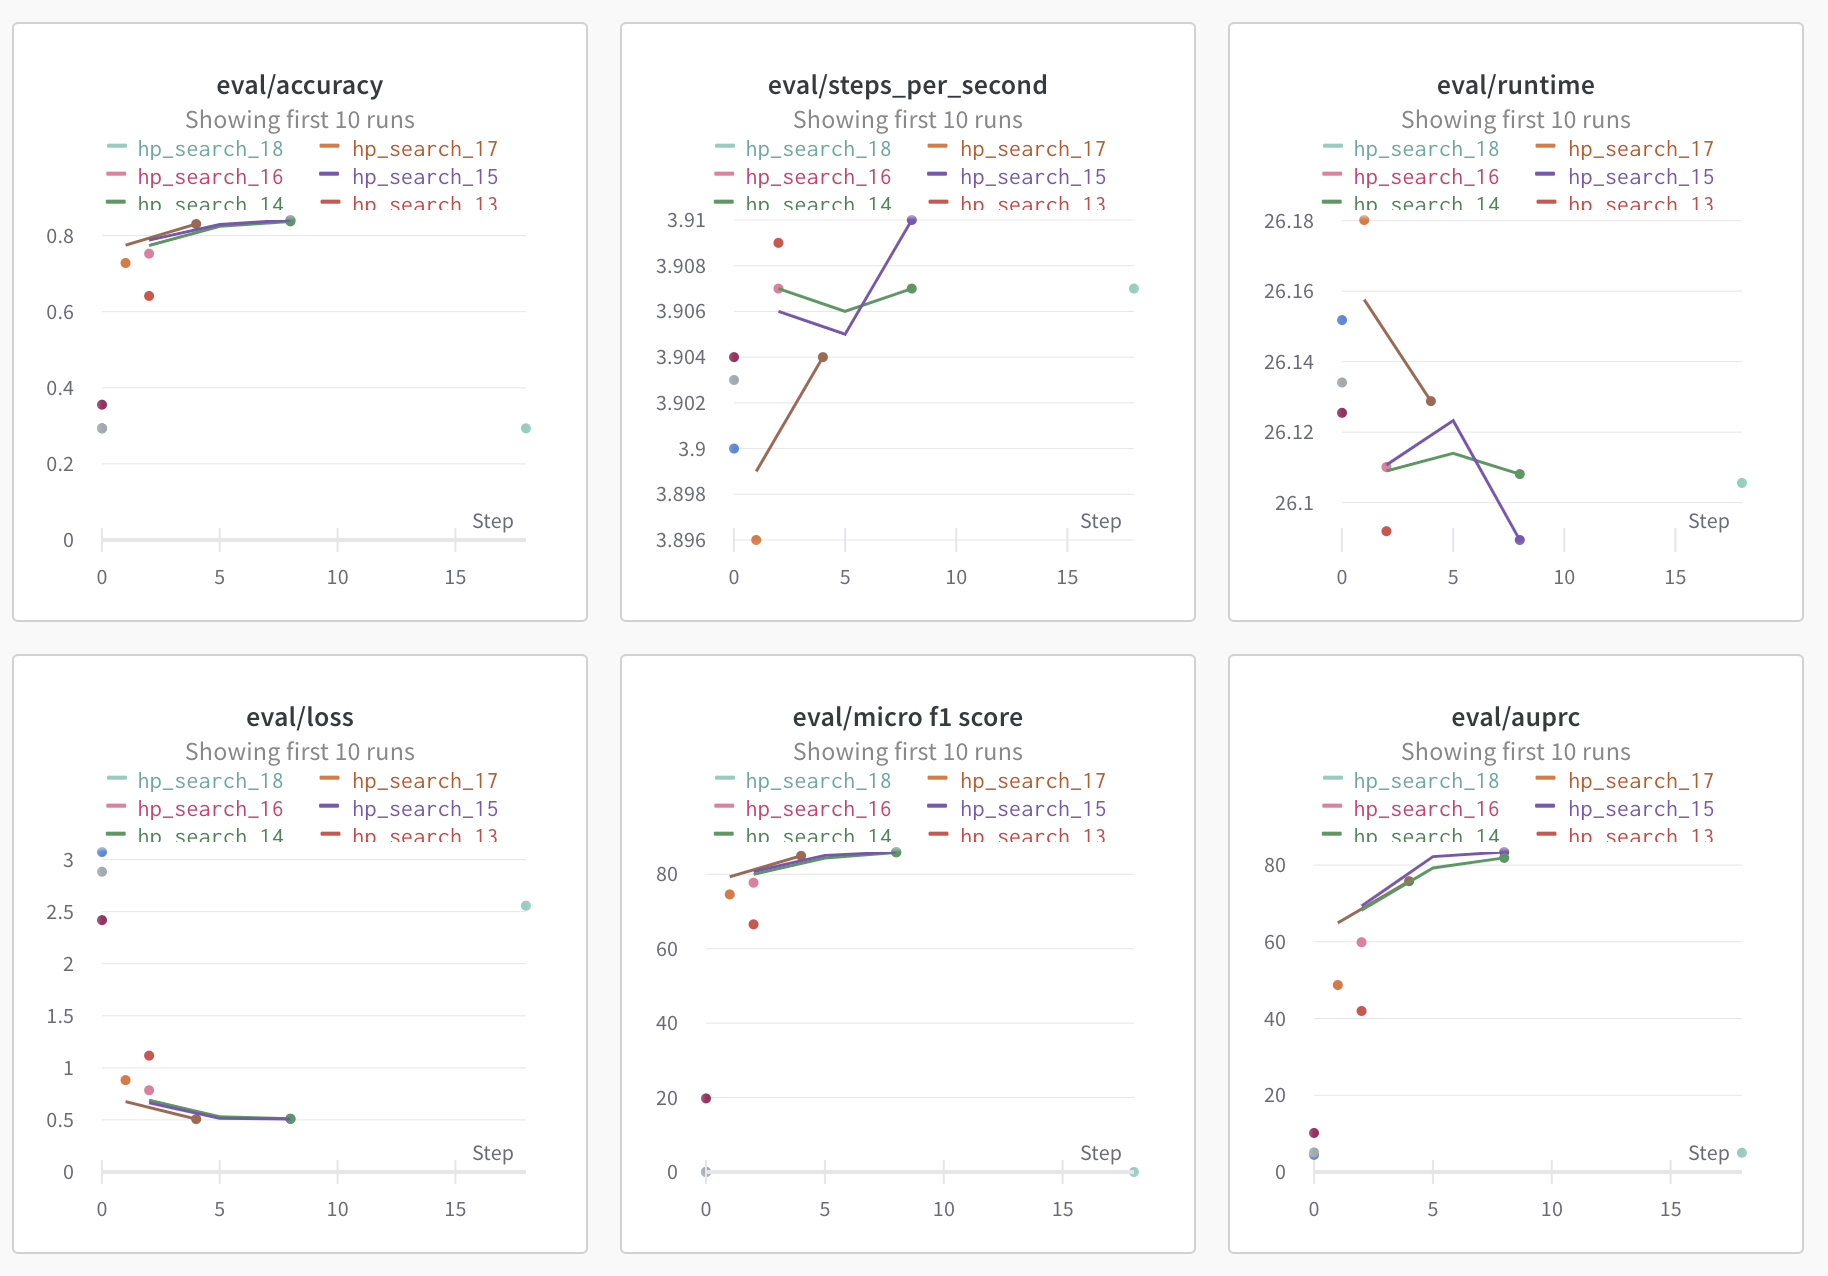 eval/accuracy
Showing first 10 runs
hp_search_18 hp_search_17
hp_search_16 hp_search_15
hp_search_14 hp_search_13
0.8
0.6
0.4
0.2
0
Step
0 5 10 15
eval/steps_per_second
Showing first 10 runs
hp_search_18 hp_search_17
hp_search_16 hp_search_15
hp_search_14 hp_search_13
3.91
3.908
3.906
3.904
3.902
3.9
3.898
3.896
Step
0 5 10 15
eval/runtime
Showing first 10 runs
hp_search_18 hp_search_17
hp_search_16 hp_search_15
hp_search_14 hp_search_13
26.18
26.16
26.14
26.12
26.1
Step
0 5 10 15
eval/loss
Showing first 10 runs
hp_search_18 hp_search_17
hp_search_16 hp_search_15
hp_search_14 hp_search_13
3
2.5
2
1.5
1
0.5
0
Step
0 5 10 15
eval/micro f1 score
Showing first 10 runs
hp_search_18 hp_search_17
hp_search_16 hp_search_15
hp_search_14 hp_search_13
80
60
40
20
0
Step
0 5 10 15
eval/auprc
Showing first 10 runs
hp_search_18 hp_search_17
hp_search_16 hp_search_15
hp_search_14 hp_search_13
80
60
40
20
0
Step
0 5 10 15